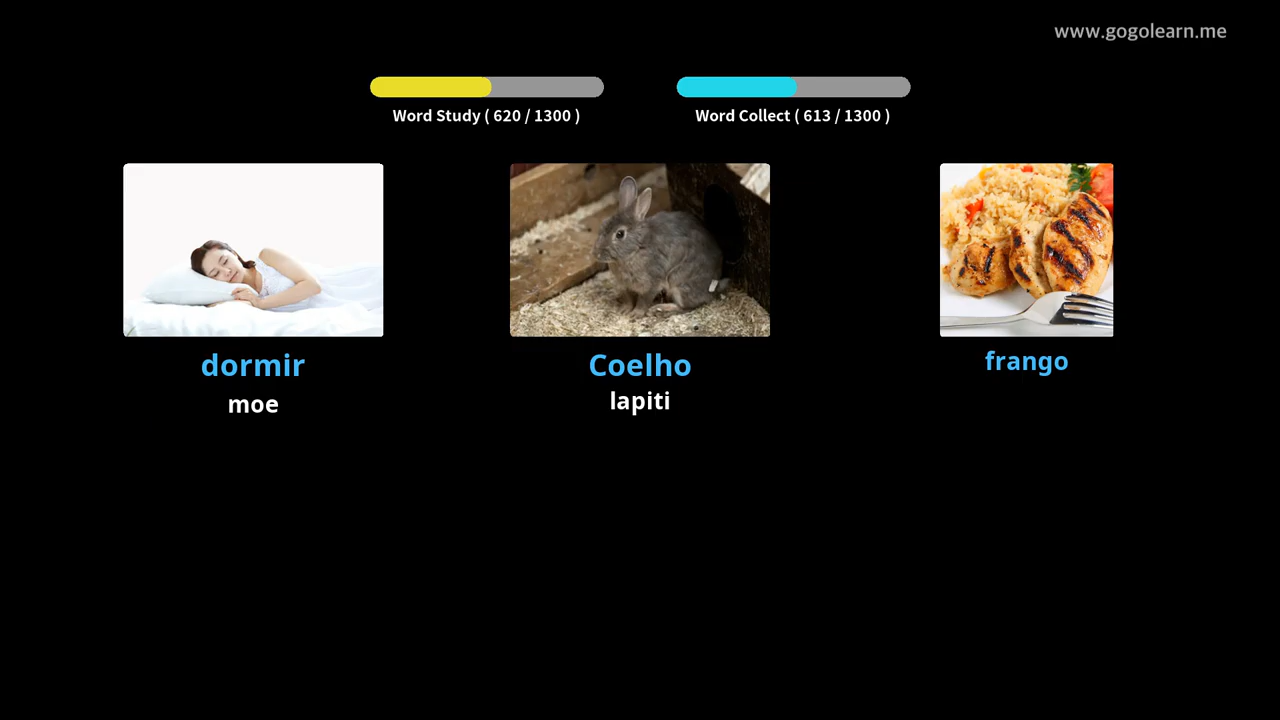 www.gogolearn.me
Word Study ( 620 / 1300 )
Word Collect ( 613 / 1300 )
dormir
moe
Coelho
lapiti
frango